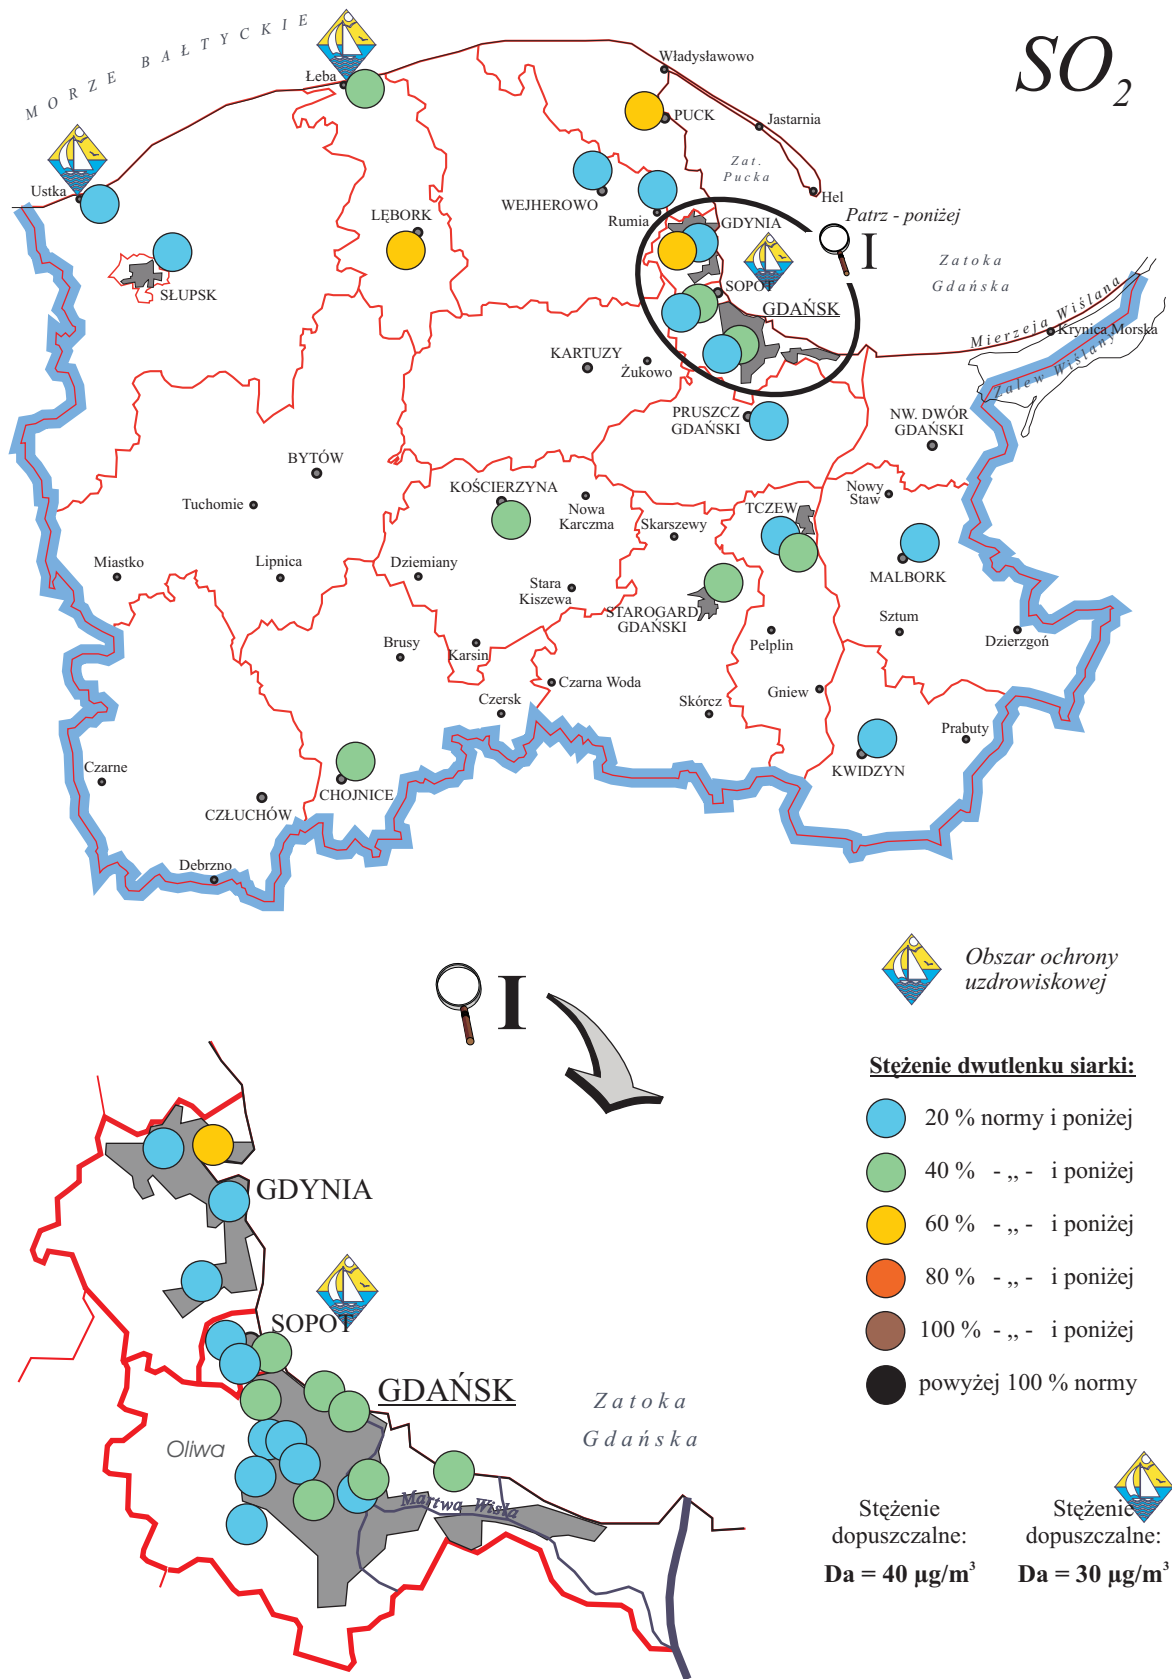 MORZE BAŁTYCKIE
SO2
Władysławowo
Łeba
PUCK
Jastarnia
Zat.
Pucka
Ustka
WEJHEROWO
Rumia
Hel
LĘBORK
GDYNIA
Patrz - poniżej
I
SŁUPSK
SOPOT
GDAŃSK
Zatoka
Gdańska
Mierzeja Wiślana
Krynica Morska
Zalew Wiślany
KARTUZY
Żukowo
PRUSZCZ
GDAŃSKI
NW. DWÓR
GDAŃSKI
BYTÓW
KOŚCIERZYNA
Tuchomie
Nowa
Karczma
Skarszewy
TCZEW
Nowy
Staw
Miastko
Lipnica
Dziemiany
Stara
Kiszewa
MALBORK
STAROGARD
GDAŃSKI
Sztum
Dzierzgoń
Brusy
Karsin
Pelplin
Czersk
Czarna Woda
Skórcz
Gniew
Prabuty
Czarne
CHOJNICE
KWIDZYN
CZŁUCHÓW
Debrzno
I
Obszar ochrony
uzdrowiskowej
Stężenie dwutlenku siarki:
20 % normy i poniżej
40 % - ,, - i poniżej
60 % - ,, - i poniżej
80 % - ,, - i poniżej
100 % - ,, - i poniżej
powyżej 100 % normy
GDYNIA
SOPOT
GDAŃSK
Zatoka
Gdańska
Oliwa
Martwa Wisła
Stężenie
dopuszczalne:
Da = 40 µg/m³
Stężenie
dopuszczalne:
Da = 30 µg/m³